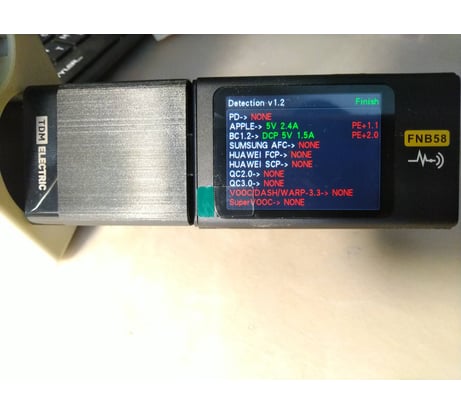 TDM ELECTRIC
Detection v1.2 Finish
PD-> NONE
APPLE-> 5V 2.4A PE+1.1
BC1.2-> DCP 5V 1.5A PE+2.0
SUMSUNG AFC-> NONE
HUAWEI FCP-> NONE
HUAWEI SCP-> NONE
QC2.0-> NONE
QC3.0-> NONE
VOOC|DASH/WARP-3.3-> NONE
SuperVOOC-> NONE
FNB58